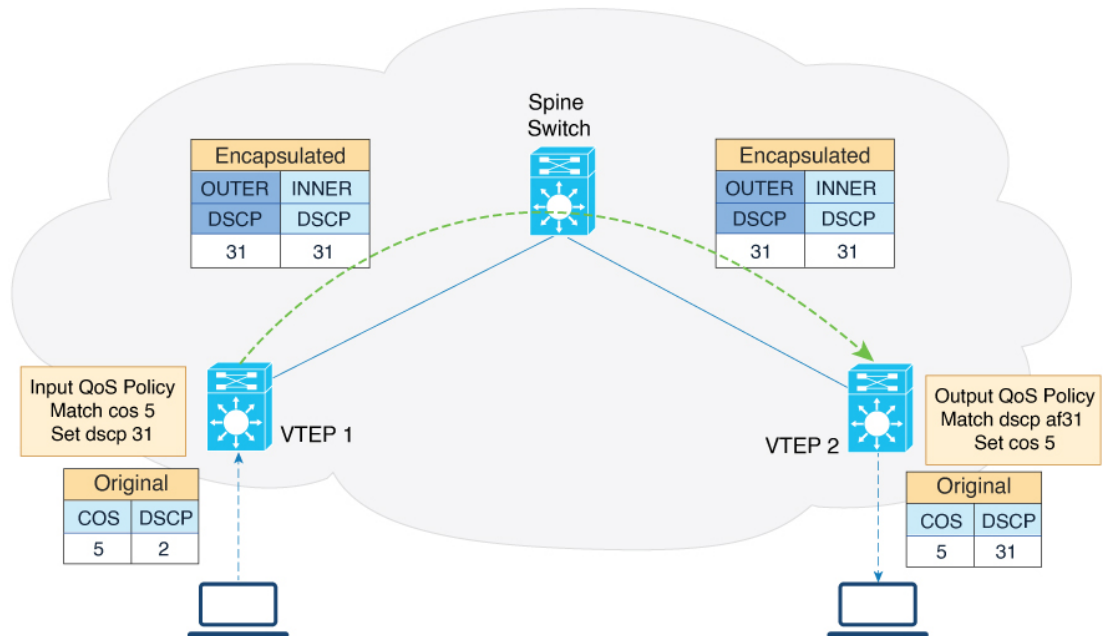 Spine
Switch
Encapsulated
OUTER INNER
DSCP DSCP
31 31
Encapsulated
OUTER INNER
DSCP DSCP
31 31
Input QoS Policy
Match cos 5
Set dscp 31
VTEP 1
VTEP 2
Output QoS Policy
Match dscp af31
Set cos 5
Original
COS DSCP
5 2
Original
COS DSCP
5 31